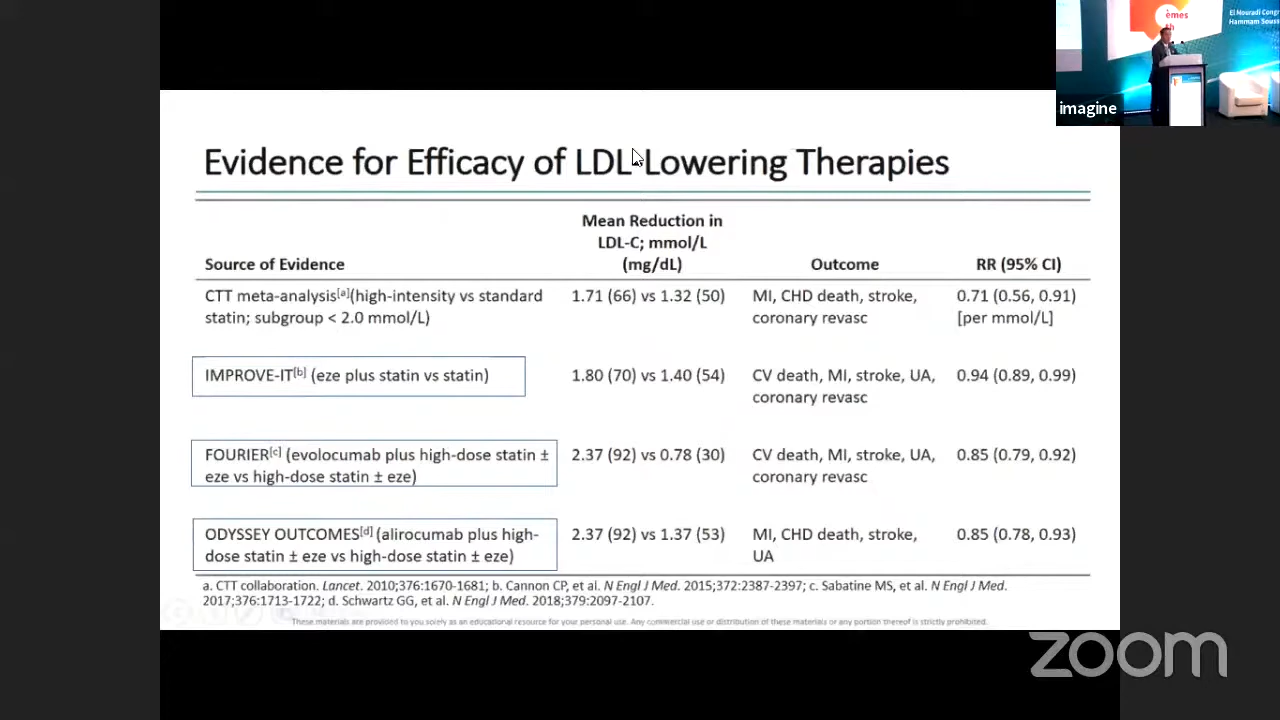 èmes
th
El Mouradi Congr
Hammam Souss
imagine
Evidence for Efficacy of LDL-Lowering Therapies
Source of Evidence
Mean Reduction in
LDL-C; mmol/L
(mg/dL)
Outcome
RR (95% CI)
CTT meta-analysis[a](high-intensity vs standard
statin; subgroup < 2.0 mmol/L)
1.71 (66) vs 1.32 (50)
MI, CHD death, stroke,
coronary revasc
0.71 (0.56, 0.91)
[per mmol/L]
IMPROVE-IT[b] (eze plus statin vs statin)
1.80 (70) vs 1.40 (54)
CV death, MI, stroke, UA,
coronary revasc
0.94 (0.89, 0.99)
FOURIER[c] (evolocumab plus high-dose statin ±
eze vs high-dose statin ± eze)
2.37 (92) vs 0.78 (30)
CV death, MI, stroke, UA,
coronary revasc
0.85 (0.79, 0.92)
ODYSSEY OUTCOMES[d] (alirocumab plus high-
dose statin ± eze vs high-dose statin ± eze)
2.37 (92) vs 1.37 (53)
MI, CHD death, stroke,
UA
0.85 (0.78, 0.93)
a. CTT collaboration. Lancet. 2010;376:1670-1681; b. Cannon CP, et al. N Engl J Med. 2015;372:2387-2397; c. Sabatine MS, et al. N Engl J Med.
2017;376:1713-1722; d. Schwartz GG, et al. N Engl J Med. 2018;379:2097-2107.
These materials are provided to you solely as an educational resource for your personal use. Any commercial use or distribution of these materials or any portion thereof is strictly prohibited.
zoom